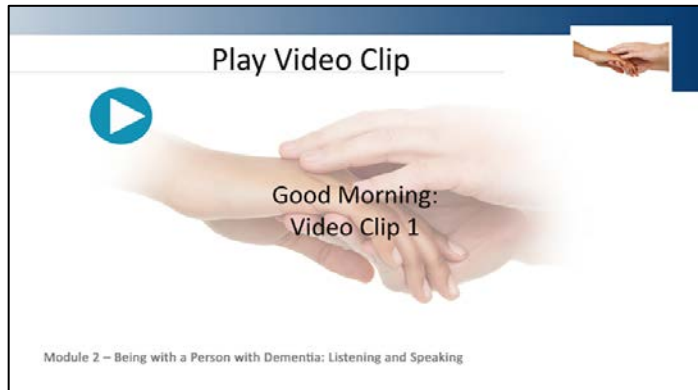 Play Video Clip
Good Morning:
Video Clip 1
Module 2 – Being with a Person with Dementia: Listening and Speaking